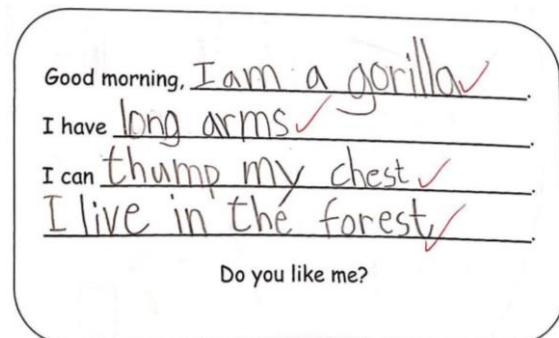 Good morning, I am a gorilla.
I have long arms.
I can thump my chest.
I live in the forest.
Do you like me?